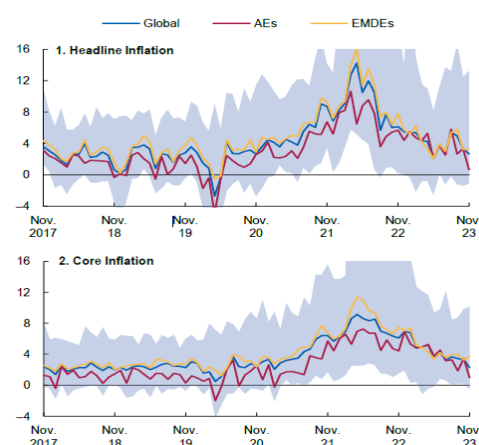 Global AEs EMDEs
1. Headline Inflation
16
12
8
4
0
−4
Nov. Nov. Nov. Nov. Nov. Nov. Nov
2017 18 19 20 21 22 23
2. Core Inflation
16
12
8
4
0
−4
Nov. Nov. Nov. Nov. Nov. Nov. Nov
2017 18 19 20 21 22 23